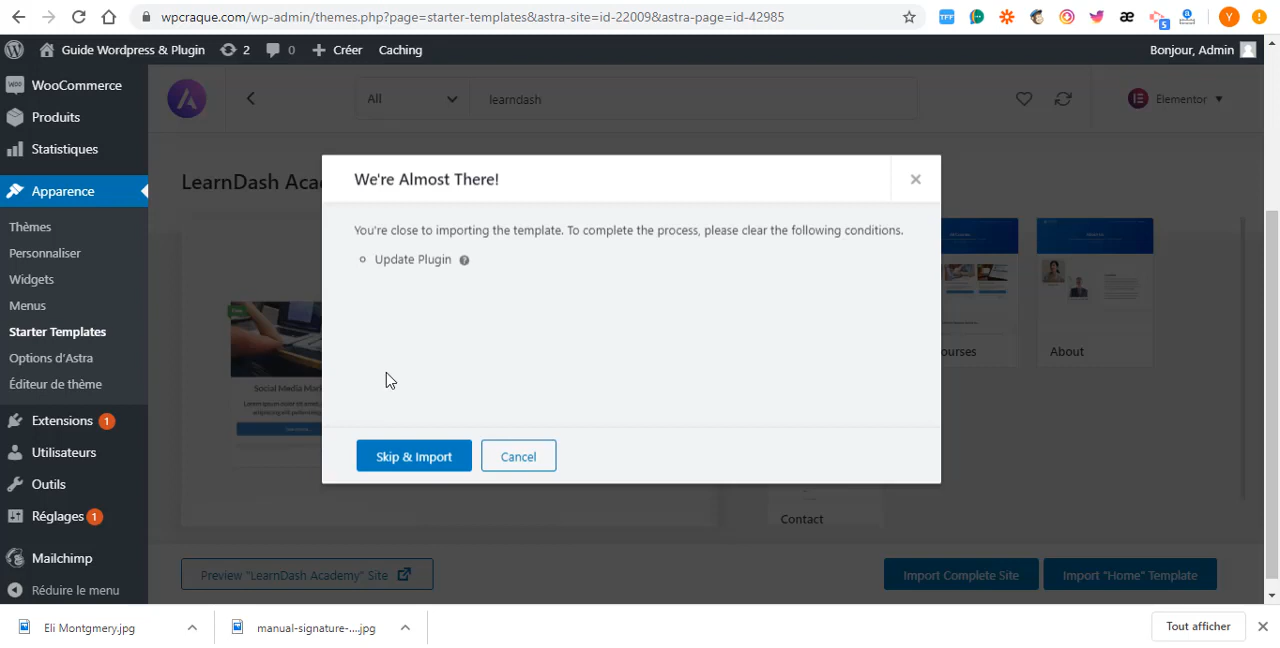 wpcraque.com/wp-admin/themes.php?page=starter-templates&astra-site=id-22009&astra-page=id-42985
Guide Wordpress & Plugin 2 0 Créer Caching Bonjour, Admin
WooCommerce
Produits
Statistiques
Apparence
Thèmes
Personnaliser
Widgets
Menus
Starter Templates
Options d'Astra
Éditeur de thème
Extensions 1
Utilisateurs
Outils
Réglages 1
Mailchimp
Réduire le menu
All learndash Elementor
LearnDash Aca
We're Almost There!
You're close to importing the template. To complete the process, please clear the following conditions.
Update Plugin
Skip & Import Cancel
Social Media Mar
ourses About
Contact
Preview "LearnDash Academy" Site Import Complete Site Import "Home" Template
Eli Montgmery.jpg manual-signature-....jpg Tout afficher